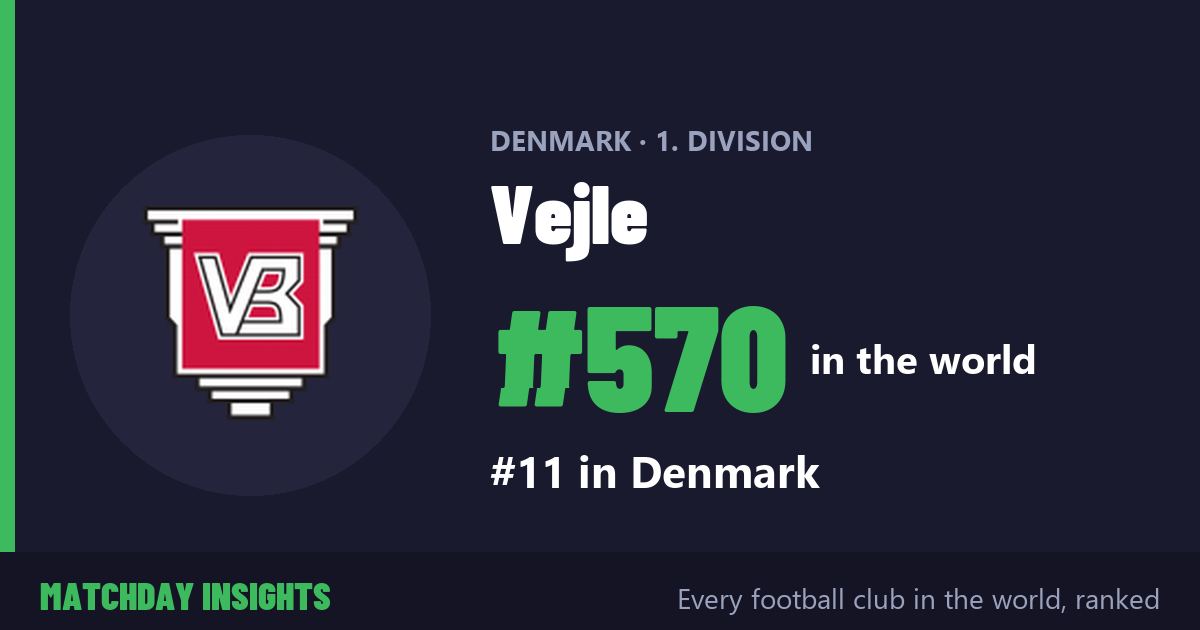 DENMARK · 1. DIVISION
Vejle
VB
#570 in the world
#11 in Denmark
MATCHDAY INSIGHTS
Every football club in the world, ranked